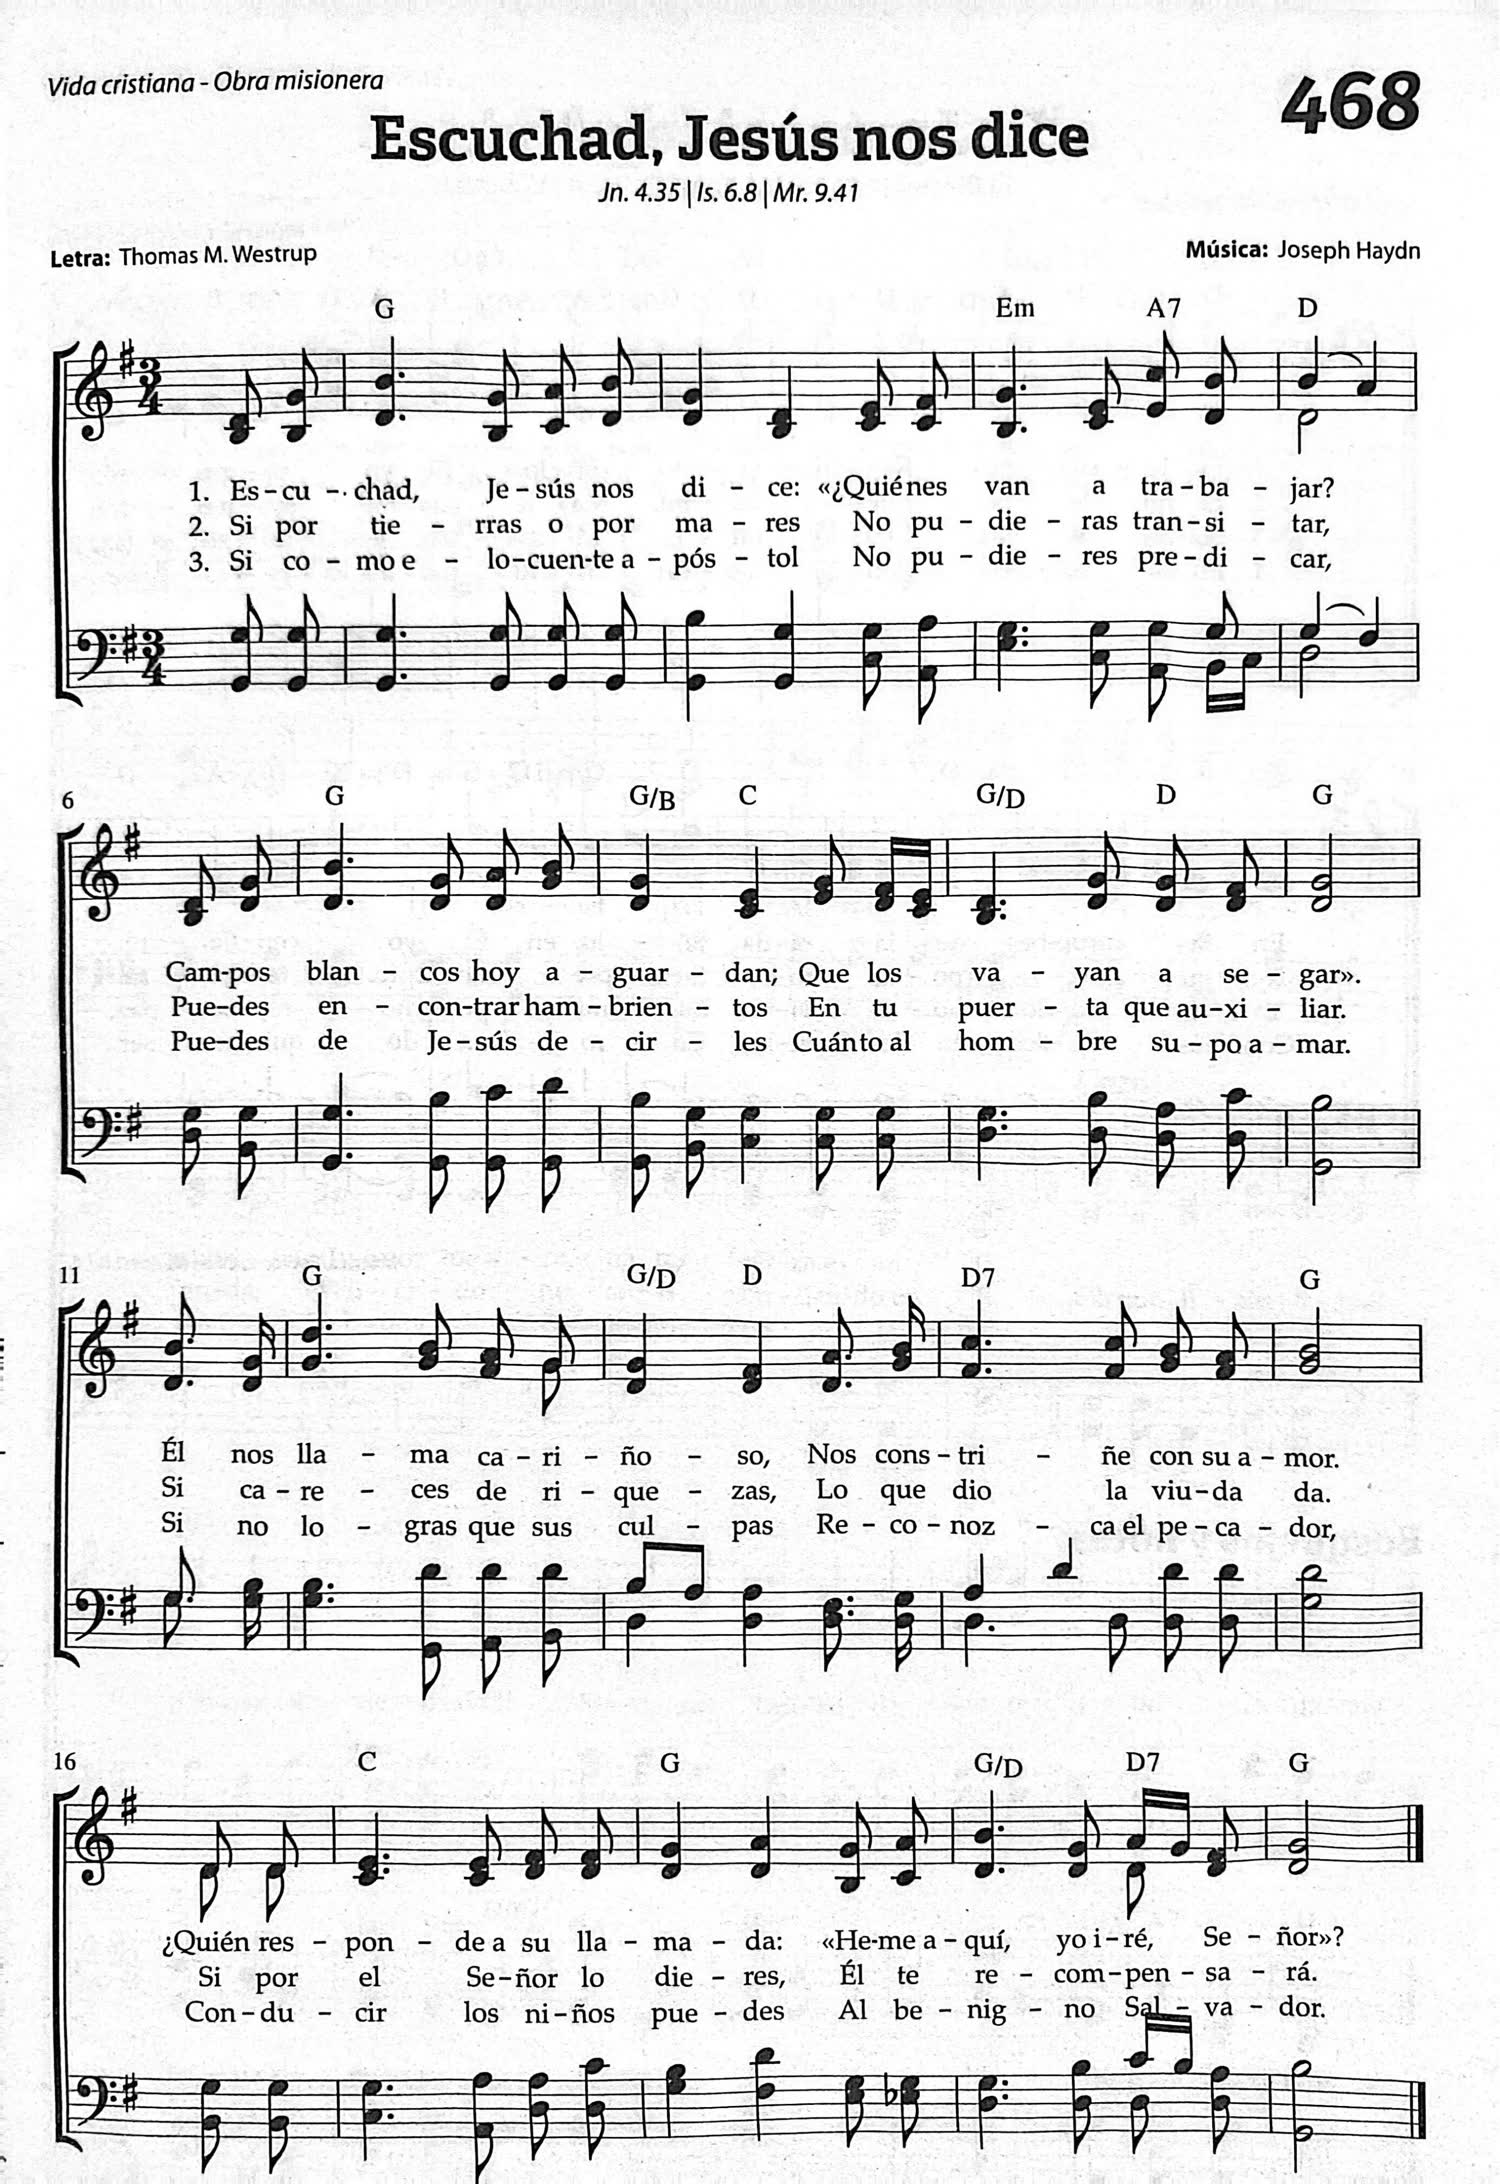 Vida cristiana - Obra misionera
468
Escuchad, Jesús nos dice
Jn. 4.35 | Is. 6.8 | Mr. 9.41
Letra: Thomas M. Westrup
Música: Joseph Haydn
G Em A7 D
1. Es-cu-chad, Je-sús nos di-ce: «¿Quiénes van a tra-ba-jar?
2. Si por tie-rras o por ma-res No pu-die-ras tran-si-tar,
3. Si co-mo e-lo-cuen-te a-pós-tol No pu-die-res pre-di-car,
6
G G/B C G/D D G
Cam-pos blan-cos hoy a-guar-dan; Que los va-yan a se-gar».
Pue-des en-con-trar ham-brien-tos En tu puer-ta que au-xi-liar.
Pue-des de Je-sús de-cir-les Cuánto al hom-bre su-po a-mar.
11
G G/D D D7 G
Él nos lla-ma ca-ri-ño-so, Nos cons-tri-ñe con su a-mor.
Si ca-re-ces de ri-que-zas, Lo que dio la viu-da da.
Si no lo-gras que sus cul-pas Re-co-noz-ca el pe-ca-dor,
16
C G G/D D7 G
¿Quién res-pon-de a su lla-ma-da: «He-me a-quí, yo i-ré, Se-ñor»?
Si por el Se-ñor lo die-res, Él te re-com-pen-sa-rá.
Con-du-cir los ni-ños pue-des Al be-nig-no Sal-va-dor.